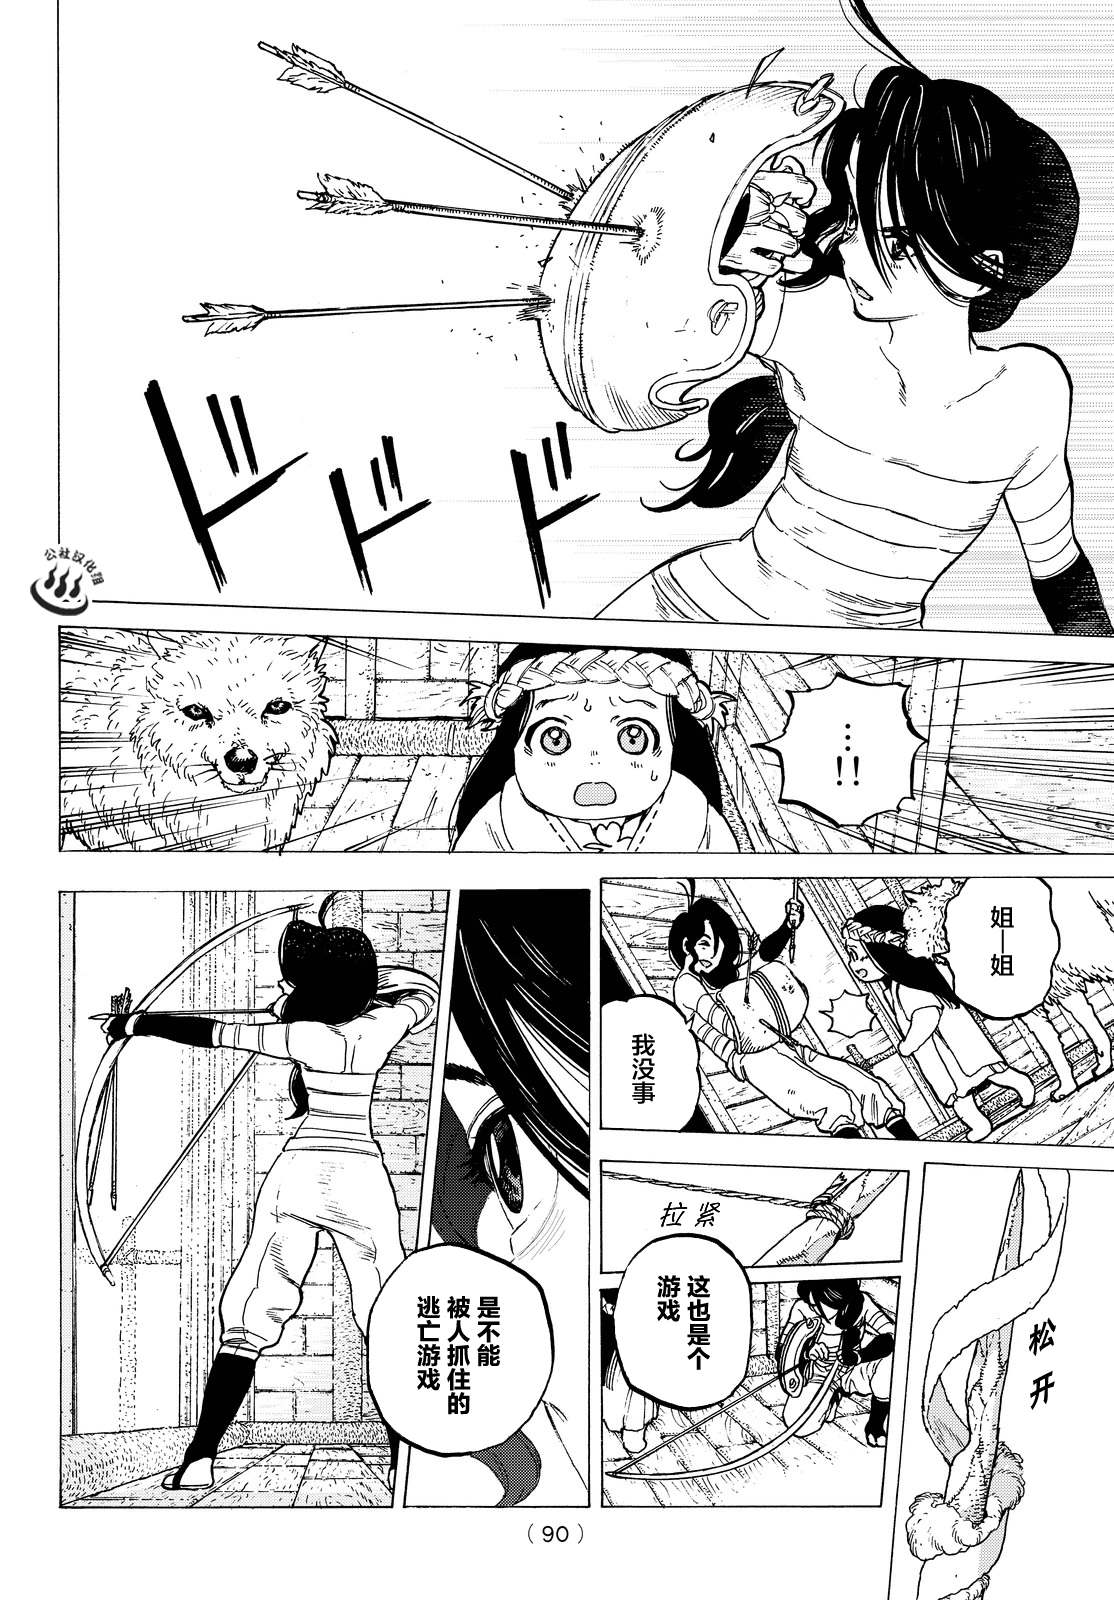 ドドド
公社汉化组
…!!
姐—姐
我没事
松开
拉紧
这也是个
游戏
是不能
被人抓住的
逃亡游戏
(90)